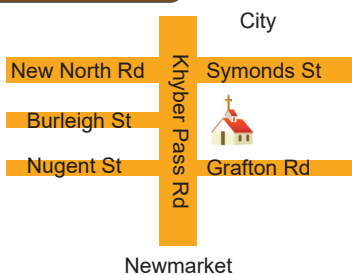 City
New North Rd
Symonds St
Khyber Pass Rd
Burleigh St
Nugent St
Grafton Rd
Newmarket